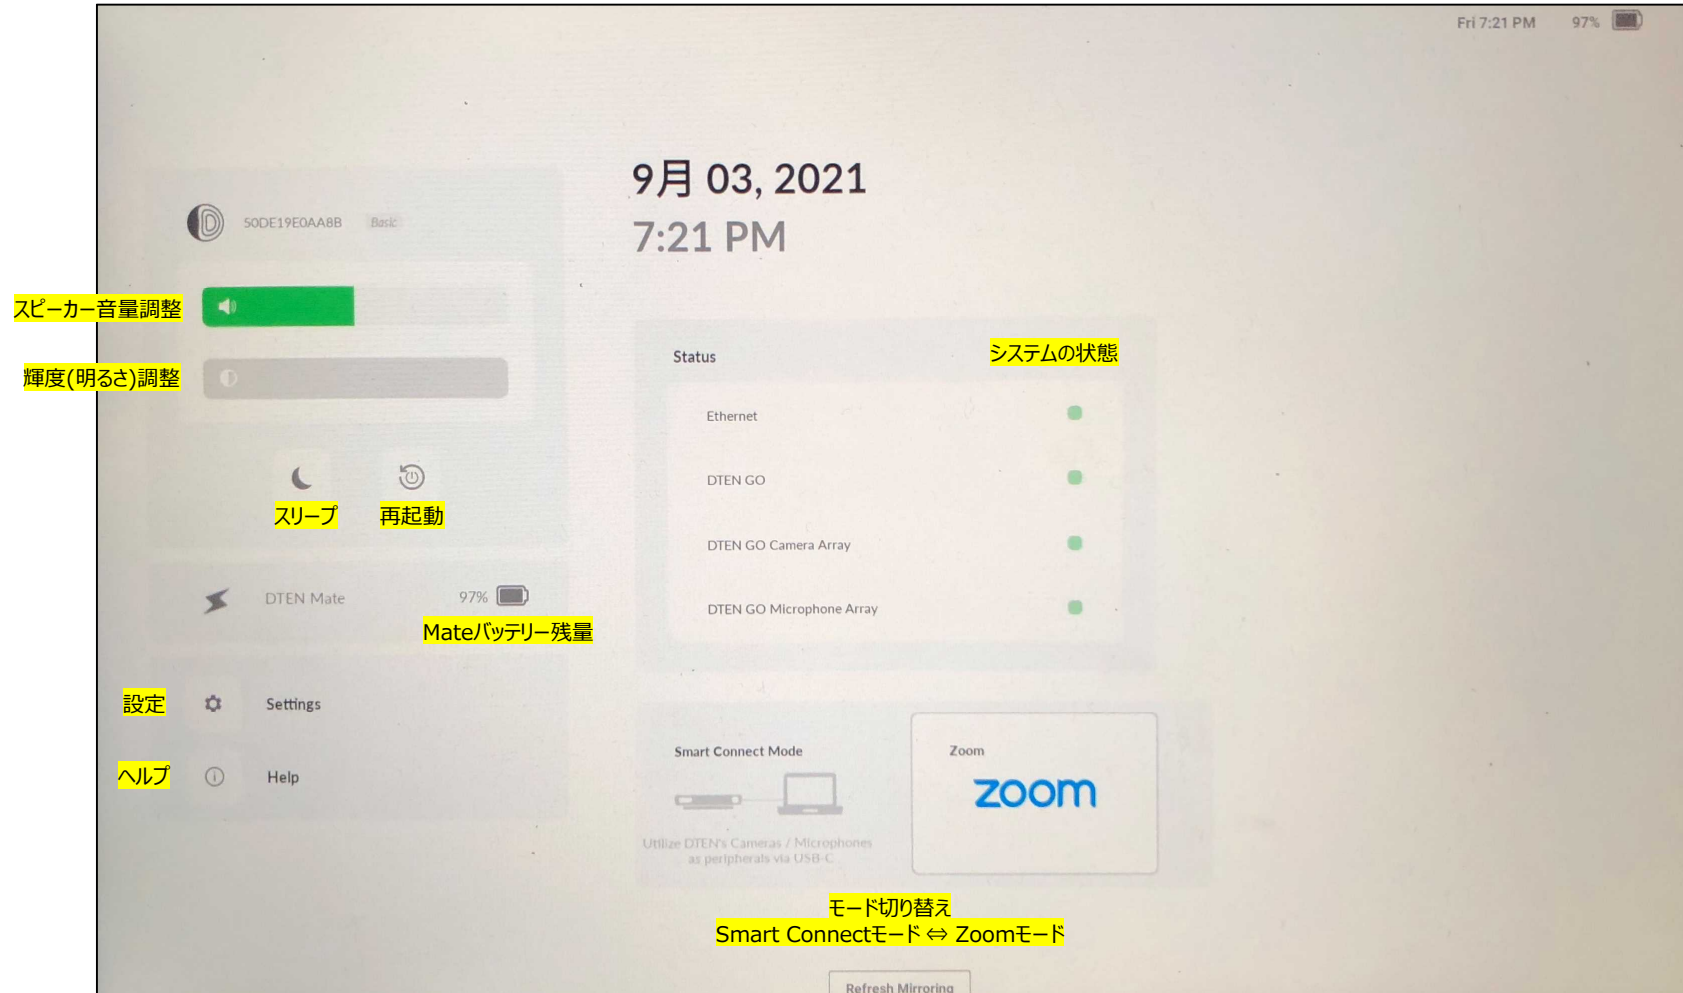 Fri 7:21 PM 97%
9月 03, 2021
7:21 PM
50DE19E0AA8B Basic
スピーカー音量調整
輝度(明るさ)調整
スリープ 再起動
DTEN Mate 97%
Mateバッテリー残量
設定 Settings
ヘルプ Help
Status システムの状態
Ethernet
DTEN GO
DTEN GO Camera Array
DTEN GO Microphone Array
Smart Connect Mode
Utilize DTEN's Cameras / Microphones
as peripherals via USB-C
Zoom
zoom
モード切り替え
Smart Connectモード ⇔ Zoomモード
Refresh Mirroring